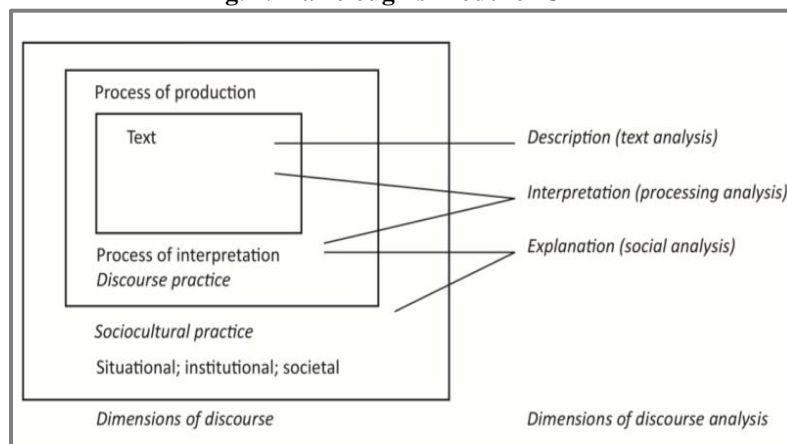 Process of production
Text
Description (text analysis)
Interpretation (processing analysis)
Explanation (social analysis)
Process of interpretation
Discourse practice
Sociocultural practice
Situational; institutional; societal
Dimensions of discourse
Dimensions of discourse analysis